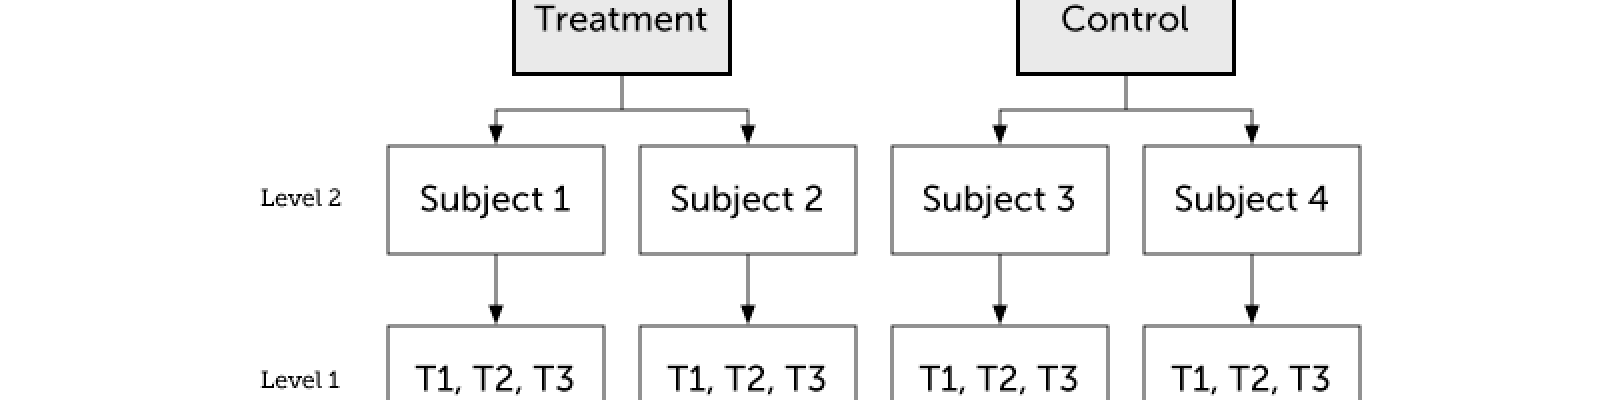 Treatment
Control
Level 2
Subject 1
Subject 2
Subject 3
Subject 4
Level 1
T1, T2, T3
T1, T2, T3
T1, T2, T3
T1, T2, T3